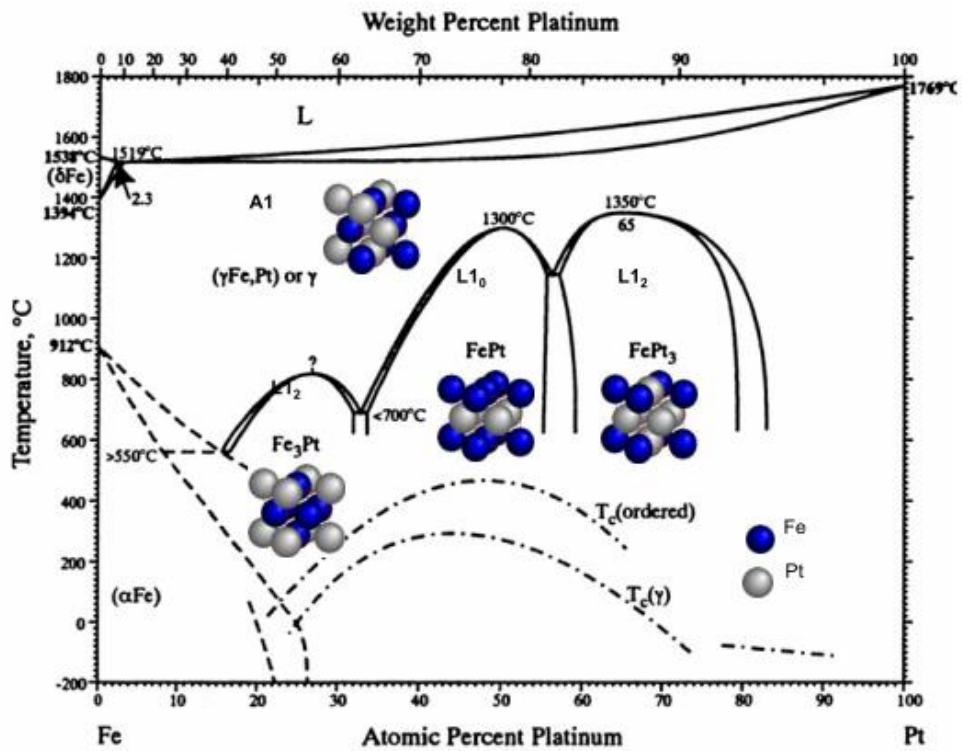 Weight Percent Platinum
0 10 20 30 40 50 60 70 80 90 100
1800
1600
1400
1200
1000
800
600
400
200
0
-200
Temperature, °C
1769°C
1538°C
(δFe)
1394°C
912°C
L
1519°C
2.3
A1
(γFe,Pt) or γ
1300°C
1350°C
65
L1₀
L1₂
FePt
FePt₃
?
L1₂
<700°C
Fe₃Pt
>550°C
T꜀(ordered)
Fe
Pt
(αFe)
T꜀(γ)
0 10 20 30 40 50 60 70 80 90 100
Fe Atomic Percent Platinum Pt